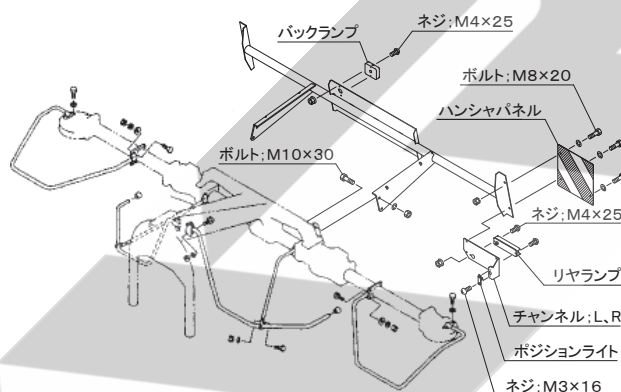 ネジ;M4×25
バックランプ
ボルト;M8×20
ハンシャパネル
ボルト;M10×30
ネジ;M4×25
リヤランプ
チャンネル;L、R
ポジションライト
ネジ;M3×16